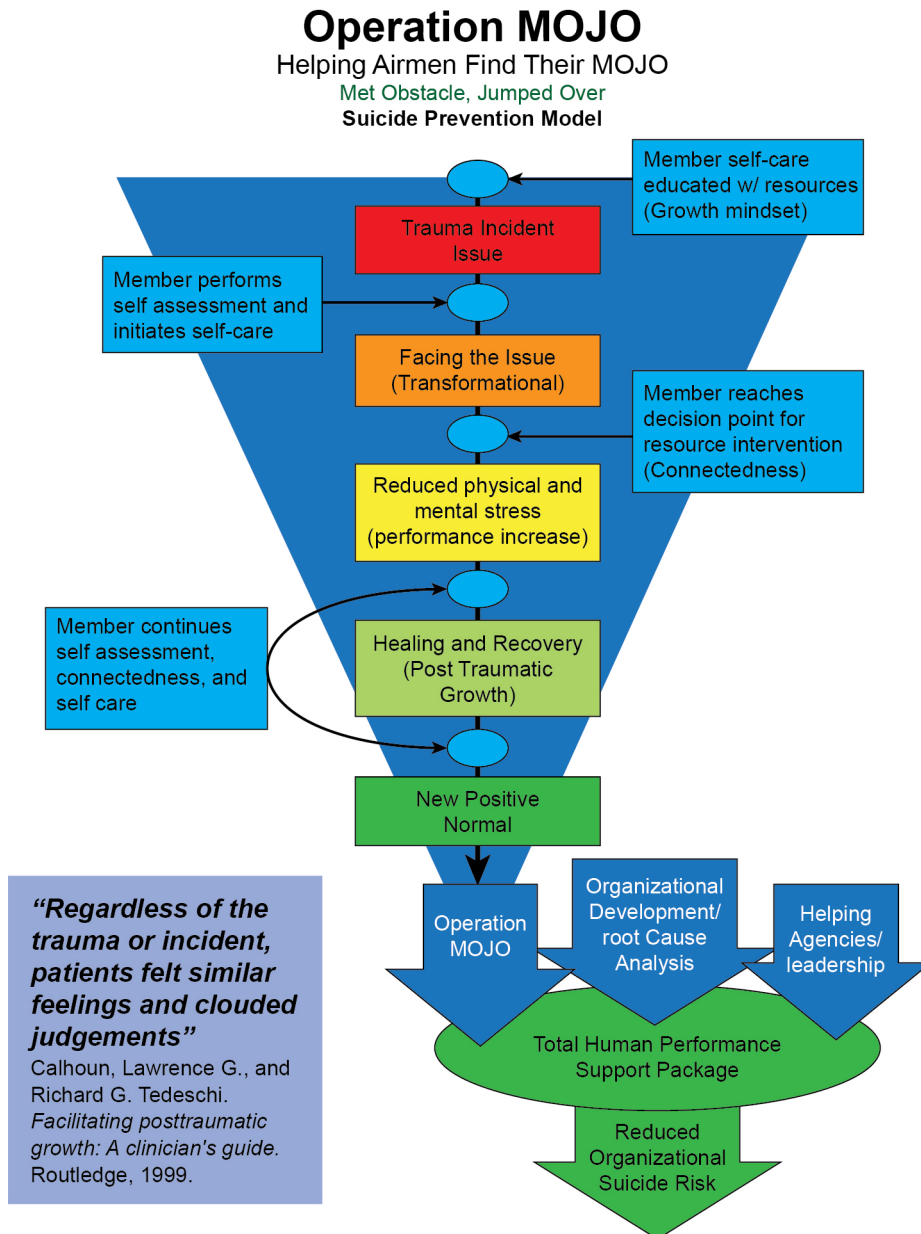 Operation MOJO
Helping Airmen Find Their MOJO
Met Obstacle, Jumped Over
Suicide Prevention Model
Member self-care
educated w/ resources
(Growth mindset)
Trauma Incident
Issue
Member performs
self assessment and
initiates self-care
Facing the Issue
(Transformational)
Member reaches
decision point for
resource intervention
(Connectedness)
Reduced physical and
mental stress
(performance increase)
Member continues
self assessment,
connectedness, and
self care
Healing and Recovery
(Post Traumatic
Growth)
New Positive
Normal
“Regardless of the
trauma or incident,
patients felt similar
feelings and clouded
judgements”
Calhoun, Lawrence G., and
Richard G. Tedeschi.
Facilitating posttraumatic
growth: A clinician's guide.
Routledge, 1999.
Operation
MOJO
Organizational
Development/
root Cause
Analysis
Helping
Agencies/
leadership
Total Human Performance
Support Package
Reduced
Organizational
Suicide Risk